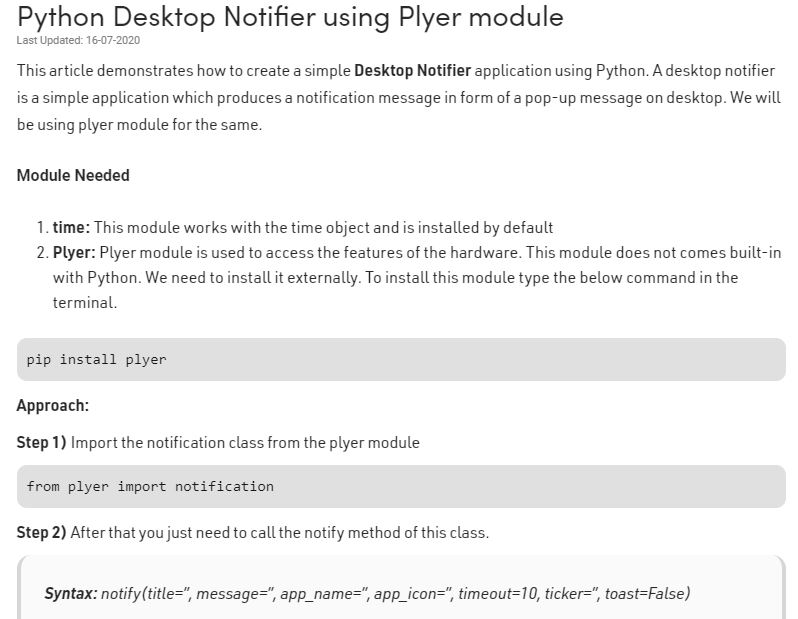 Python Desktop Notifier using Plyer module
Last Updated: 16-07-2020
This article demonstrates how to create a simple Desktop Notifier application using Python. A desktop notifier
is a simple application which produces a notification message in form of a pop-up message on desktop. We will
be using plyer module for the same.
Module Needed
1. time: This module works with the time object and is installed by default
2. Plyer: Plyer module is used to access the features of the hardware. This module does not comes built-in
with Python. We need to install it externally. To install this module type the below command in the
terminal.
pip install plyer
Approach:
Step 1) Import the notification class from the plyer module
from plyer import notification
Step 2) After that you just need to call the notify method of this class.
Syntax: notify(title=”, message=”, app_name=”, app_icon=”, timeout=10, ticker=”, toast=False)